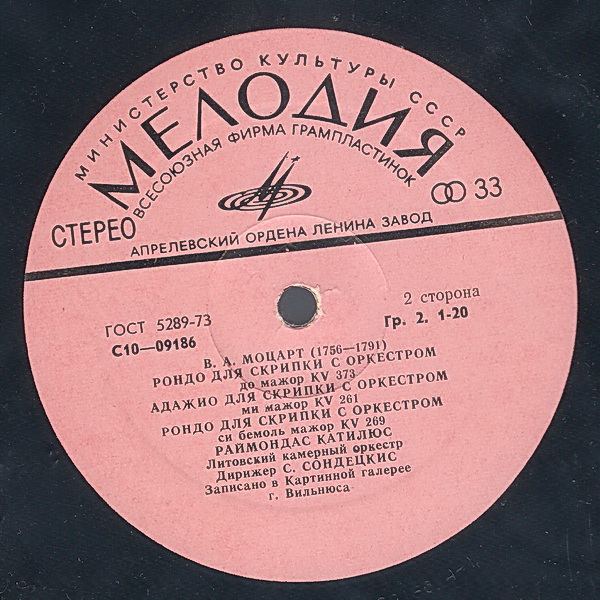 МИНИСТЕРСТВО КУЛЬТУРЫ СССР
МЕЛОДИЯ
ВСЕСОЮЗНАЯ ФИРМА ГРАМПЛАСТИНОК
СТЕРЕО
33
АПРЕЛЕВСКИЙ ОРДЕНА ЛЕНИНА ЗАВОД
ГОСТ 5289-73
2 сторона
С10—09186
Гр. 2. 1-20
В. А. МОЦАРТ (1756—1791)
РОНДО ДЛЯ СКРИПКИ С ОРКЕСТРОМ
до мажор KV 373
АДАЖИО ДЛЯ СКРИПКИ С ОРКЕСТРОМ
ми мажор KV 261
РОНДО ДЛЯ СКРИПКИ С ОРКЕСТРОМ
си бемоль мажор KV 269
РАЙМОНДАС КАТИЛЮС
Литовский камерный оркестр
Дирижер С. СОНДЕЦКИС
Записано в Картинной галерее
г. Вильнюса